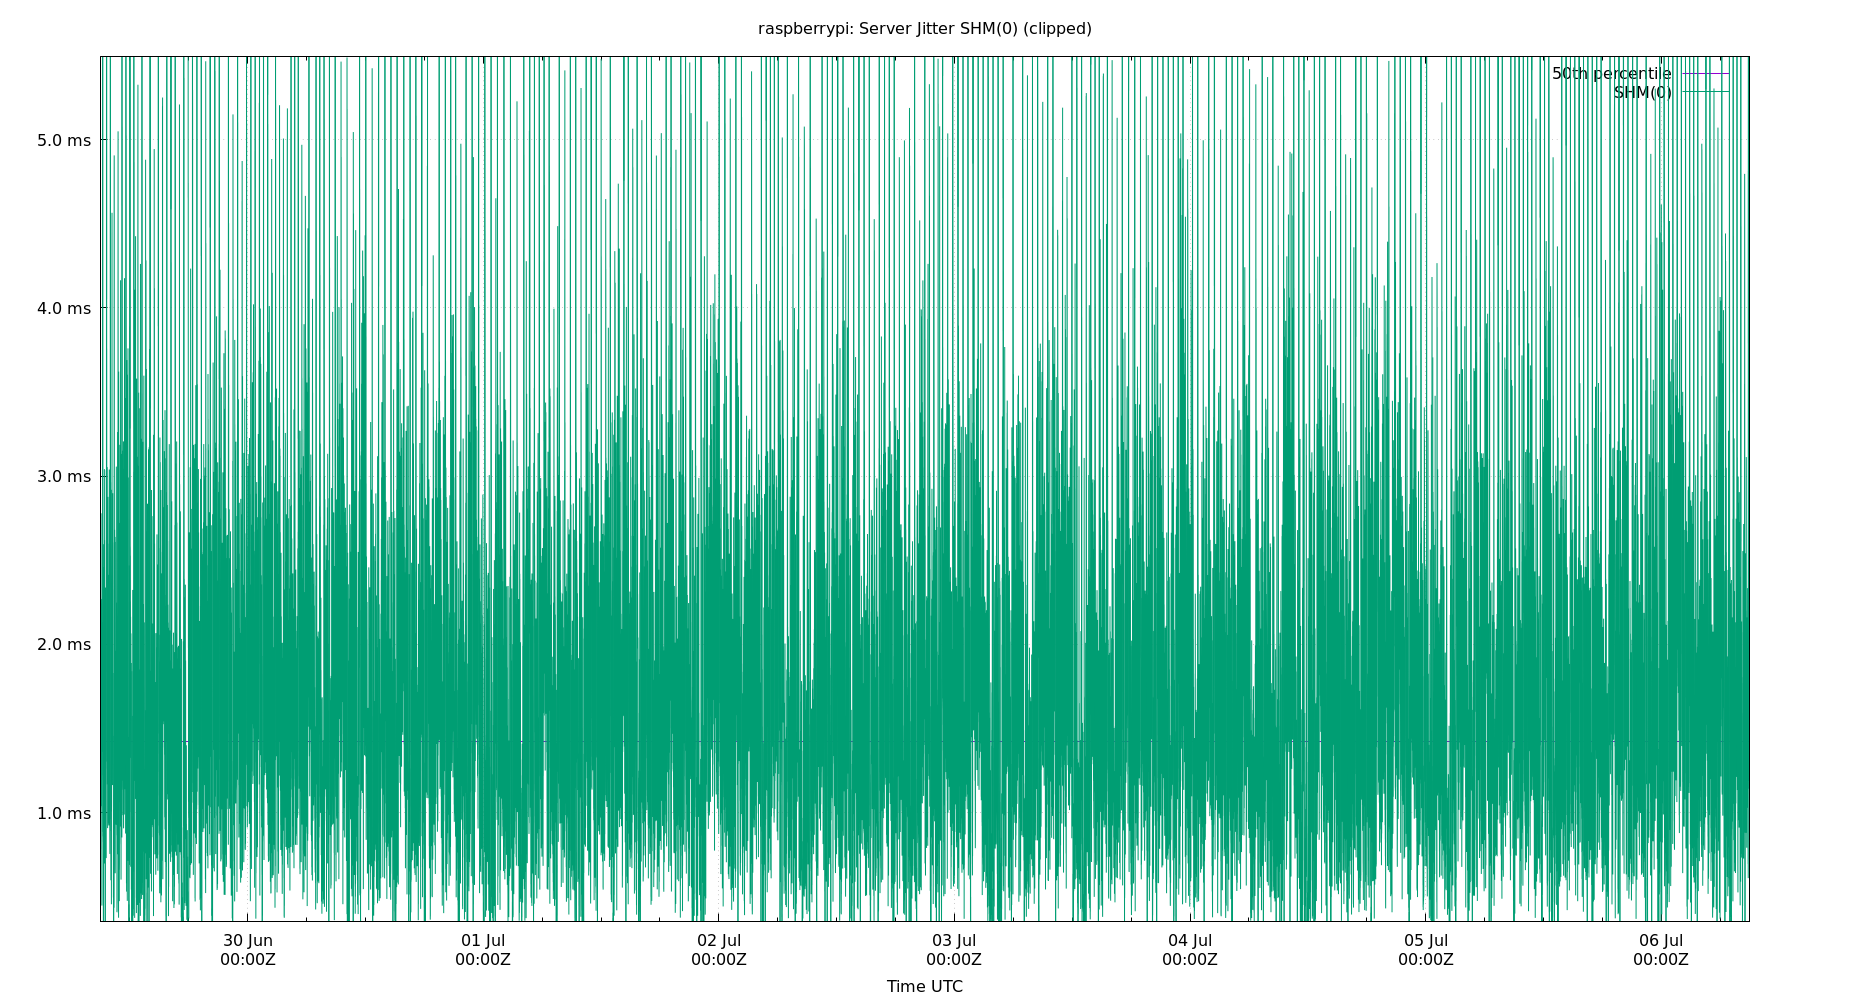 raspberrypi: Server Jitter SHM(0) (clipped)
50th percentile
SHM(0)
5.0 ms
4.0 ms
3.0 ms
2.0 ms
1.0 ms
30 Jun 01 Jul 02 Jul 03 Jul 04 Jul 05 Jul 06 Jul
00:00Z 00:00Z 00:00Z 00:00Z 00:00Z 00:00Z 00:00Z
Time UTC